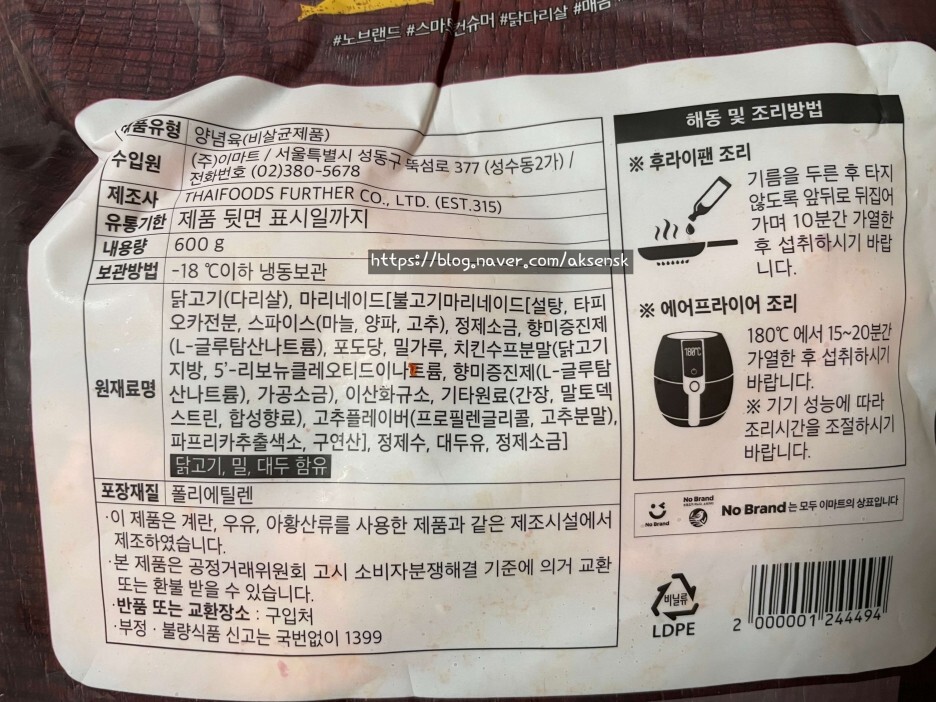 #노브랜드 #스마트컨슈머 #닭다리살 #매콤
제품유형 양념육(비살균제품)
수입원 (주)이마트 / 서울특별시 성동구 뚝섬로 377 (성수동2가) /
전화번호 (02)380-5678
제조사 THAIFOODS FURTHER CO., LTD. (EST.315)
유통기한 제품 뒷면 표시일까지
내용량 600 g
보관방법 -18 ℃이하 냉동보관
원재료명 닭고기(다리살), 마리네이드[불고기마리네이드[설탕, 타피
오카전분, 스파이스(마늘, 양파, 고추), 정제소금, 향미증진제
(L-글루탐산나트륨), 포도당, 밀가루, 치킨수프분말(닭고기
지방, 5'-리보뉴클레오티드이나트륨, 향미증진제(L-글루탐
산나트륨), 가공소금), 이산화규소, 기타원료(간장, 말토덱
스트린, 합성향료), 고추플레이버(프로필렌글리콜, 고추분말),
파프리카추출색소, 구연산], 정제수, 대두유, 정제소금]
닭고기, 밀, 대두 함유
포장재질 폴리에틸렌
·이 제품은 계란, 우유, 아황산류를 사용한 제품과 같은 제조시설에서
제조하였습니다.
·본 제품은 공정거래위원회 고시 소비자분쟁해결 기준에 의거 교환
또는 환불 받을 수 있습니다.
·반품 또는 교환장소 : 구입처
·부정 · 불량식품 신고는 국번없이 1399
https://blog.naver.com/aksensk
해동 및 조리방법
※ 후라이팬 조리
기름을 두른 후 타지
않도록 앞뒤로 뒤집어
가며 10분간 가열한
후 섭취하시기 바랍
니다.
※ 에어프라이어 조리
180℃
180℃ 에서 15~20분간
가열한 후 섭취하시기
바랍니다.
※ 기기 성능에 따라
조리시간을 조절하시기
바랍니다.
No Brand
No Brand
No Brand는 모두 이마트의 상표입니다
비닐류
LDPE
2 000001 244494